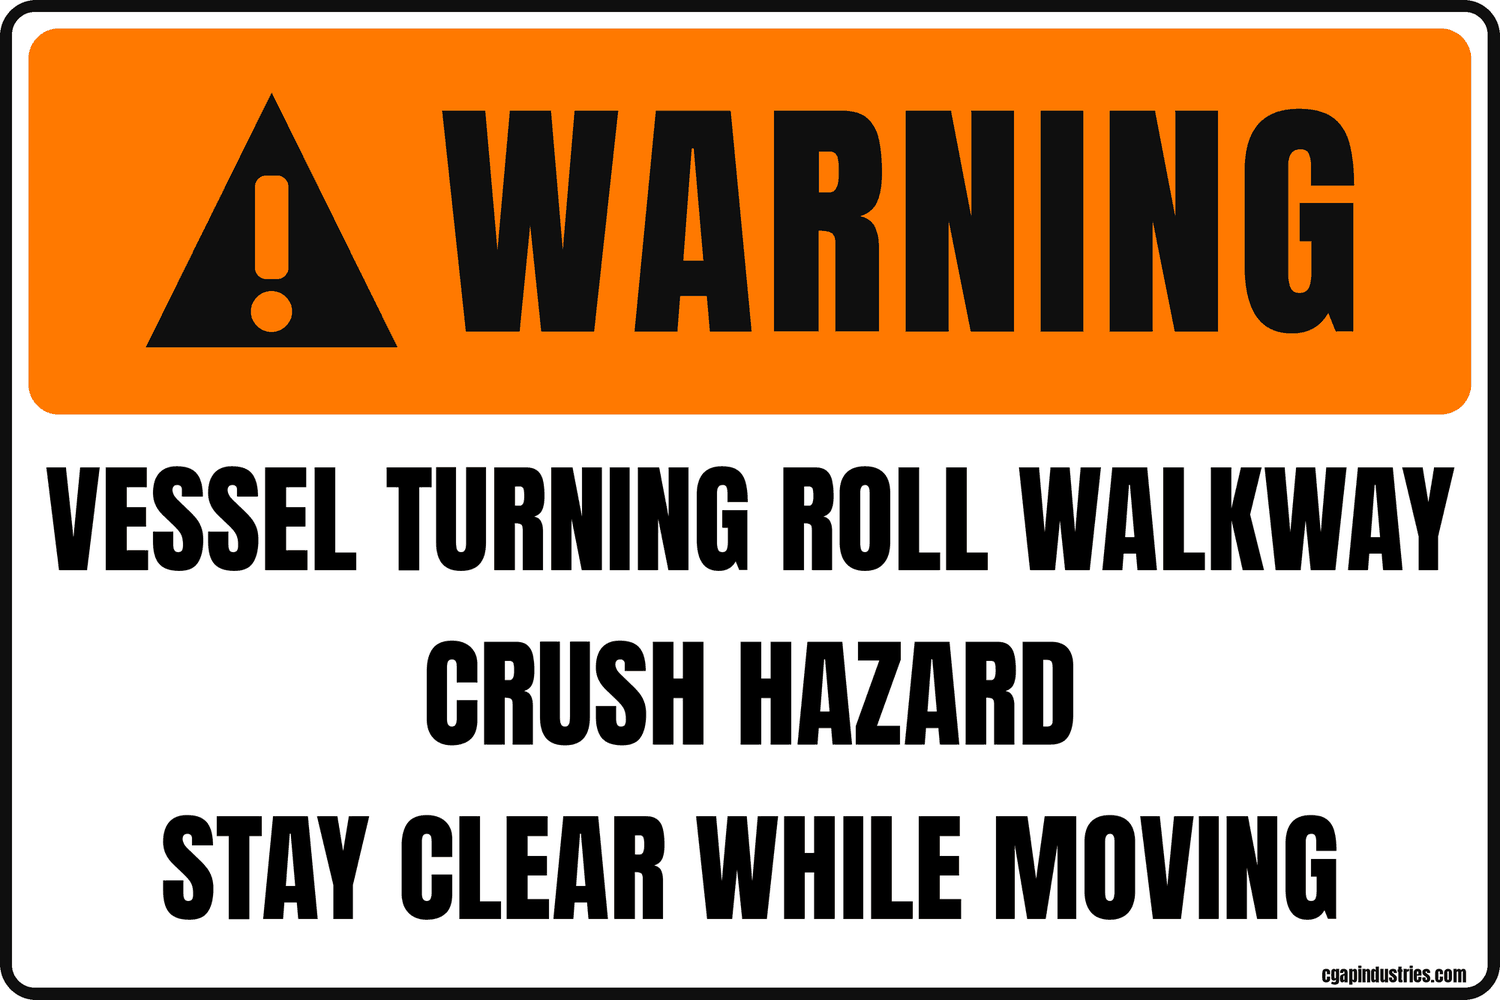 WARNING
VESSEL TURNING ROLL WALKWAY
CRUSH HAZARD
STAY CLEAR WHILE MOVING
cgapindustries.com